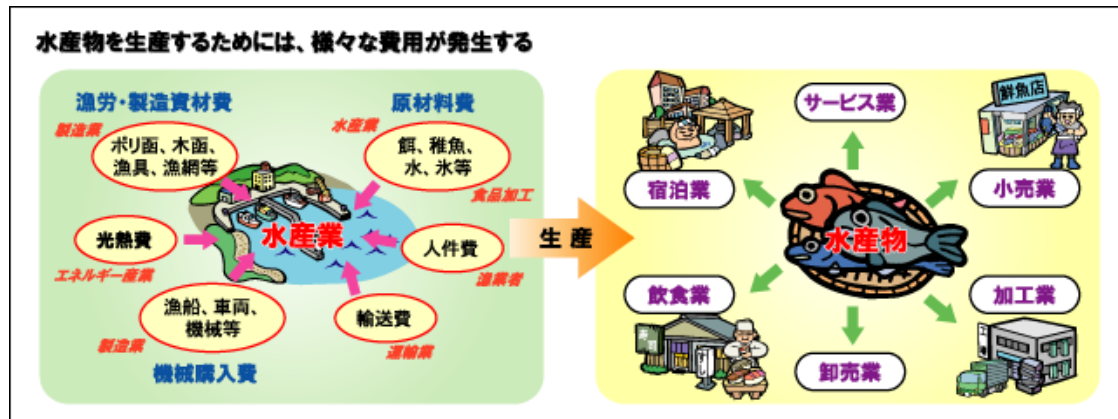 水産物を生産するためには、様々な費用が発生する
漁労・製造資材費
製造業
ポリ函、木函、
漁具、漁網等
原材料費
水産業
餌、稚魚、
水、氷等
食品加工
光熱費
エネルギー産業
水産業
人件費
漁業者
漁船、車両、
機械等
製造業
機械購入費
輸送費
運輸業
生産
サービス業
鮮魚店
宿泊業
小売業
水産物
飲食業
加工業
卸売業